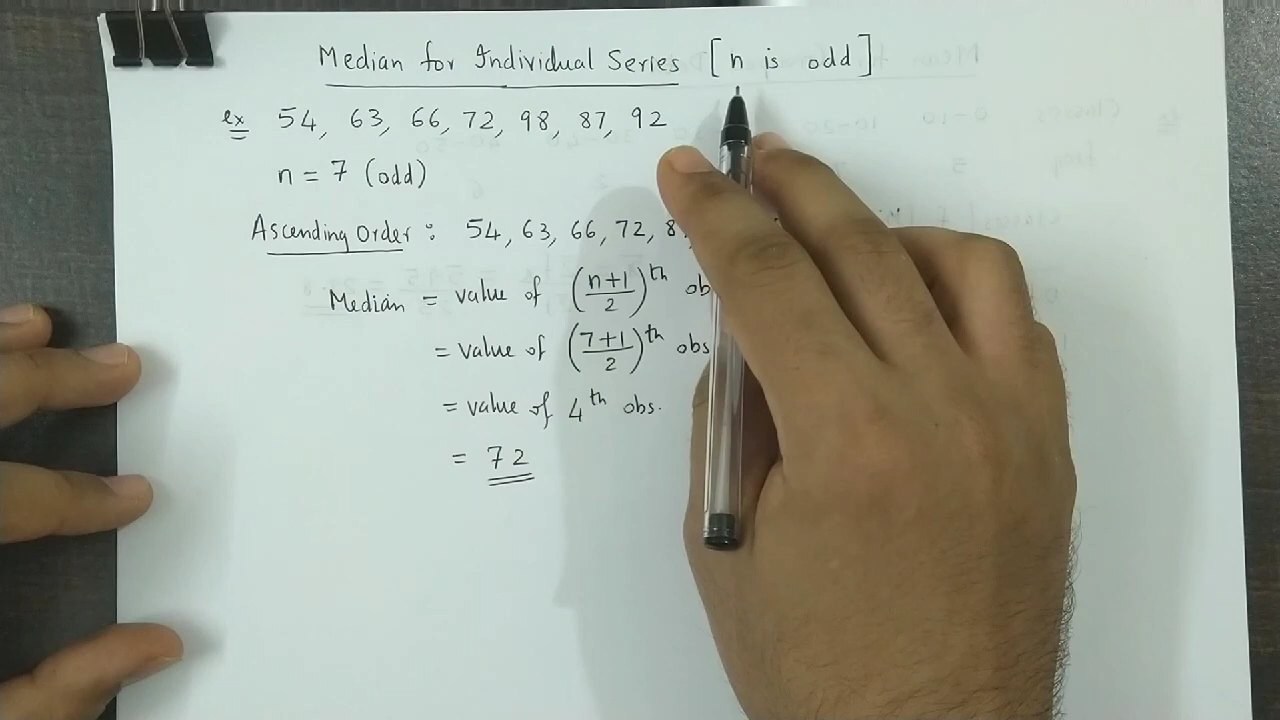 Median for Individual Series [n is odd]
ex 54, 63, 66, 72, 98, 87, 92
n = 7 (odd)
Ascending Order : 54, 63, 66, 72,
Median = value of (n+1/2)th
= value of (7+1/2)th obs
= value of 4th obs.
= 72